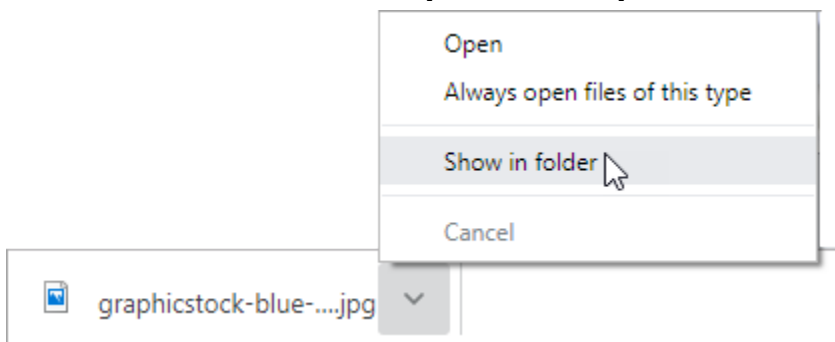 Open
Always open files of this type
Show in folder
Cancel
graphicstock-blue-....jpg